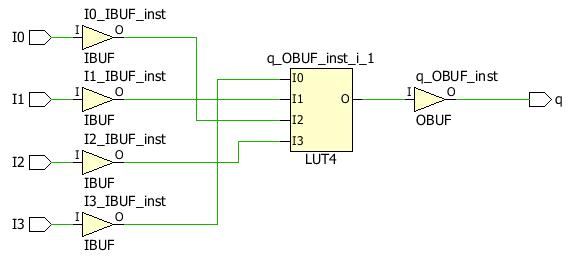 I0_IBUF_inst
I0
I
O
IBUF
I1_IBUF_inst
I1
I
O
IBUF
I2_IBUF_inst
I2
I
O
IBUF
I3_IBUF_inst
I3
I
O
IBUF
q_OBUF_inst_i_1
I0
I1
I2
I3
O
LUT4
q_OBUF_inst
I
O
OBUF
q